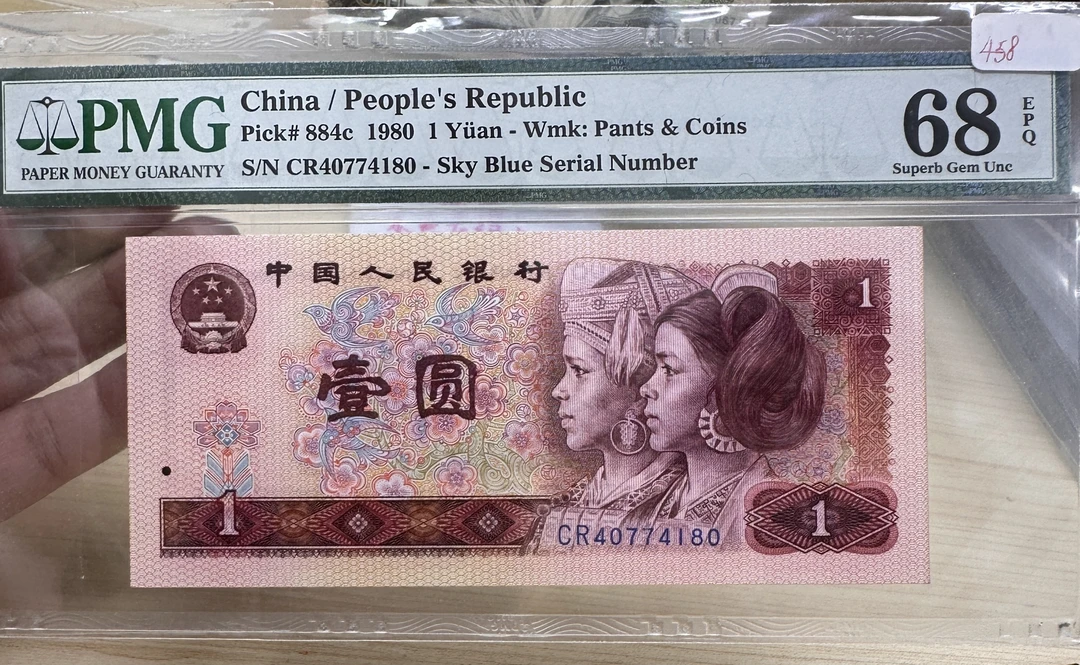 458
PMG
PAPER MONEY GUARANTY
China / People's Republic
Pick# 884c 1980 1 Yüan - Wmk: Pants & Coins
S/N CR40774180 - Sky Blue Serial Number
68
EPQ
Superb Gem Unc
中国人民银行
1
壹圆
1
CR40774180
1